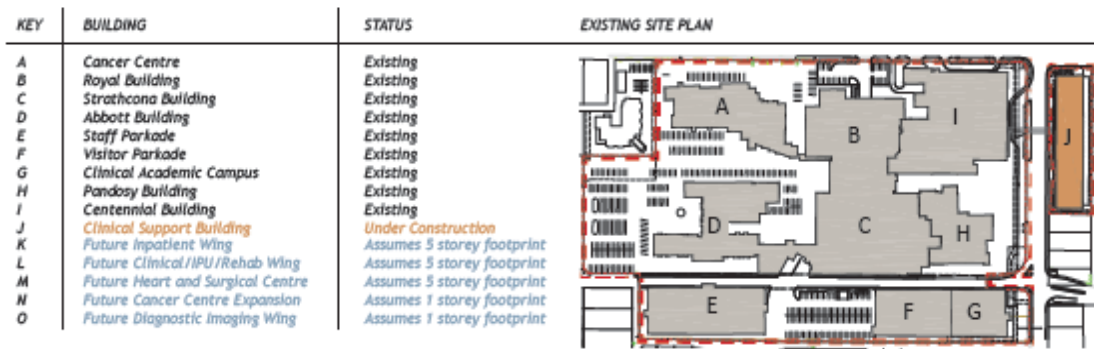 KEY BUILDING STATUS EXISTING SITE PLAN
A Cancer Centre Existing
B Royal Building Existing
C Strathcona Building Existing
D Abbott Building Existing
E Staff Parkade Existing
F Visitor Parkade Existing
G Clinical Academic Campus Existing
H Pandosy Building Existing
I Centennial Building Existing
J Clinical Support Building Under Construction
K Future Inpatient Wing Assumes 5 storey footprint
L Future Clinical/IPU/Rehab Wing Assumes 5 storey footprint
M Future Heart and Surgical Centre Assumes 5 storey footprint
N Future Cancer Centre Expansion Assumes 1 storey footprint
O Future Diagnostic Imaging Wing Assumes 1 storey footprint
A
B
I
J
D
C
H
E
F
G